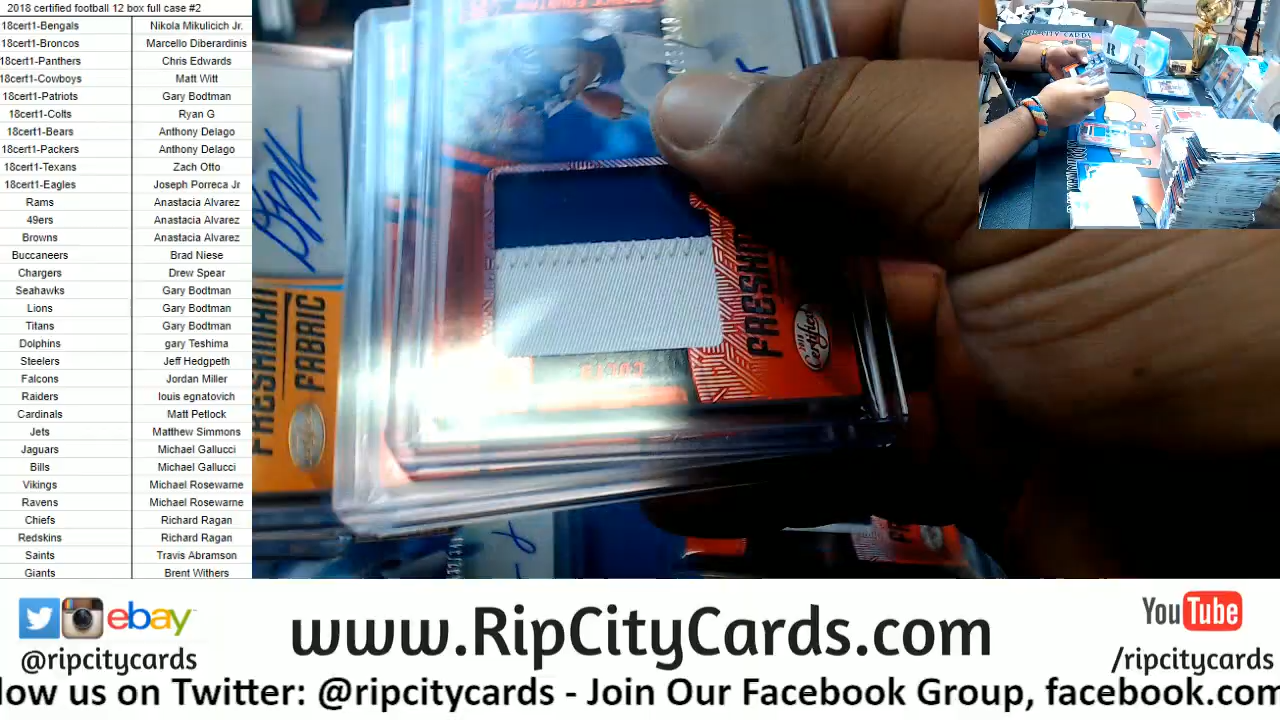 2018 certified football 12 box full case #2
18cert1-Bengals Nikola Mikulicich Jr.
18cert1-Broncos Marcello Diberardinis
18cert1-Panthers Chris Edwards
18cert1-Cowboys Matt Witt
18cert1-Patriots Gary Bodtman
18cert1-Colts Ryan G
18cert1-Bears Anthony Delago
18cert1-Packers Anthony Delago
18cert1-Texans Zach Otto
18cert1-Eagles Joseph Porreca Jr
Rams Anastacia Alvarez
49ers Anastacia Alvarez
Browns Anastacia Alvarez
Buccaneers Brad Niese
Chargers Drew Spear
Seahawks Gary Bodtman
Lions Gary Bodtman
Titans Gary Bodtman
Dolphins gary Teshima
Steelers Jeff Hedgpeth
Falcons Jordan Miller
Raiders louis egnatovich
Cardinals Matt Petlock
Jets Matthew Simmons
Jaguars Michael Gallucci
Bills Michael Gallucci
Vikings Michael Rosewarne
Ravens Michael Rosewarne
Chiefs Richard Ragan
Redskins Richard Ragan
Saints Travis Abramson
Giants Brent Withers
FRESHMAN
FABRIC
COLTS
FRESHM
Certified
RIP CITY CARDS
ebay
@ripcitycards
www.RipCityCards.com
YouTube
/ripcitycards
low us on Twitter: @ripcitycards - Join Our Facebook Group, facebook.com